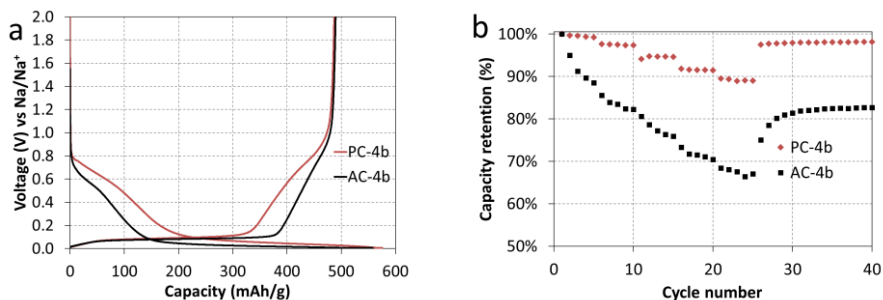 a
2.0
1.8
1.6
1.4
1.2
1.0
0.8
0.6
0.4
0.2
0.0
Voltage (V) vs Na/Na⁺
PC-4b
AC-4b
0 100 200 300 400 500 600
Capacity (mAh/g)
b
100%
90%
80%
70%
60%
50%
Capacity retention (%)
PC-4b
AC-4b
0 10 20 30 40
Cycle number